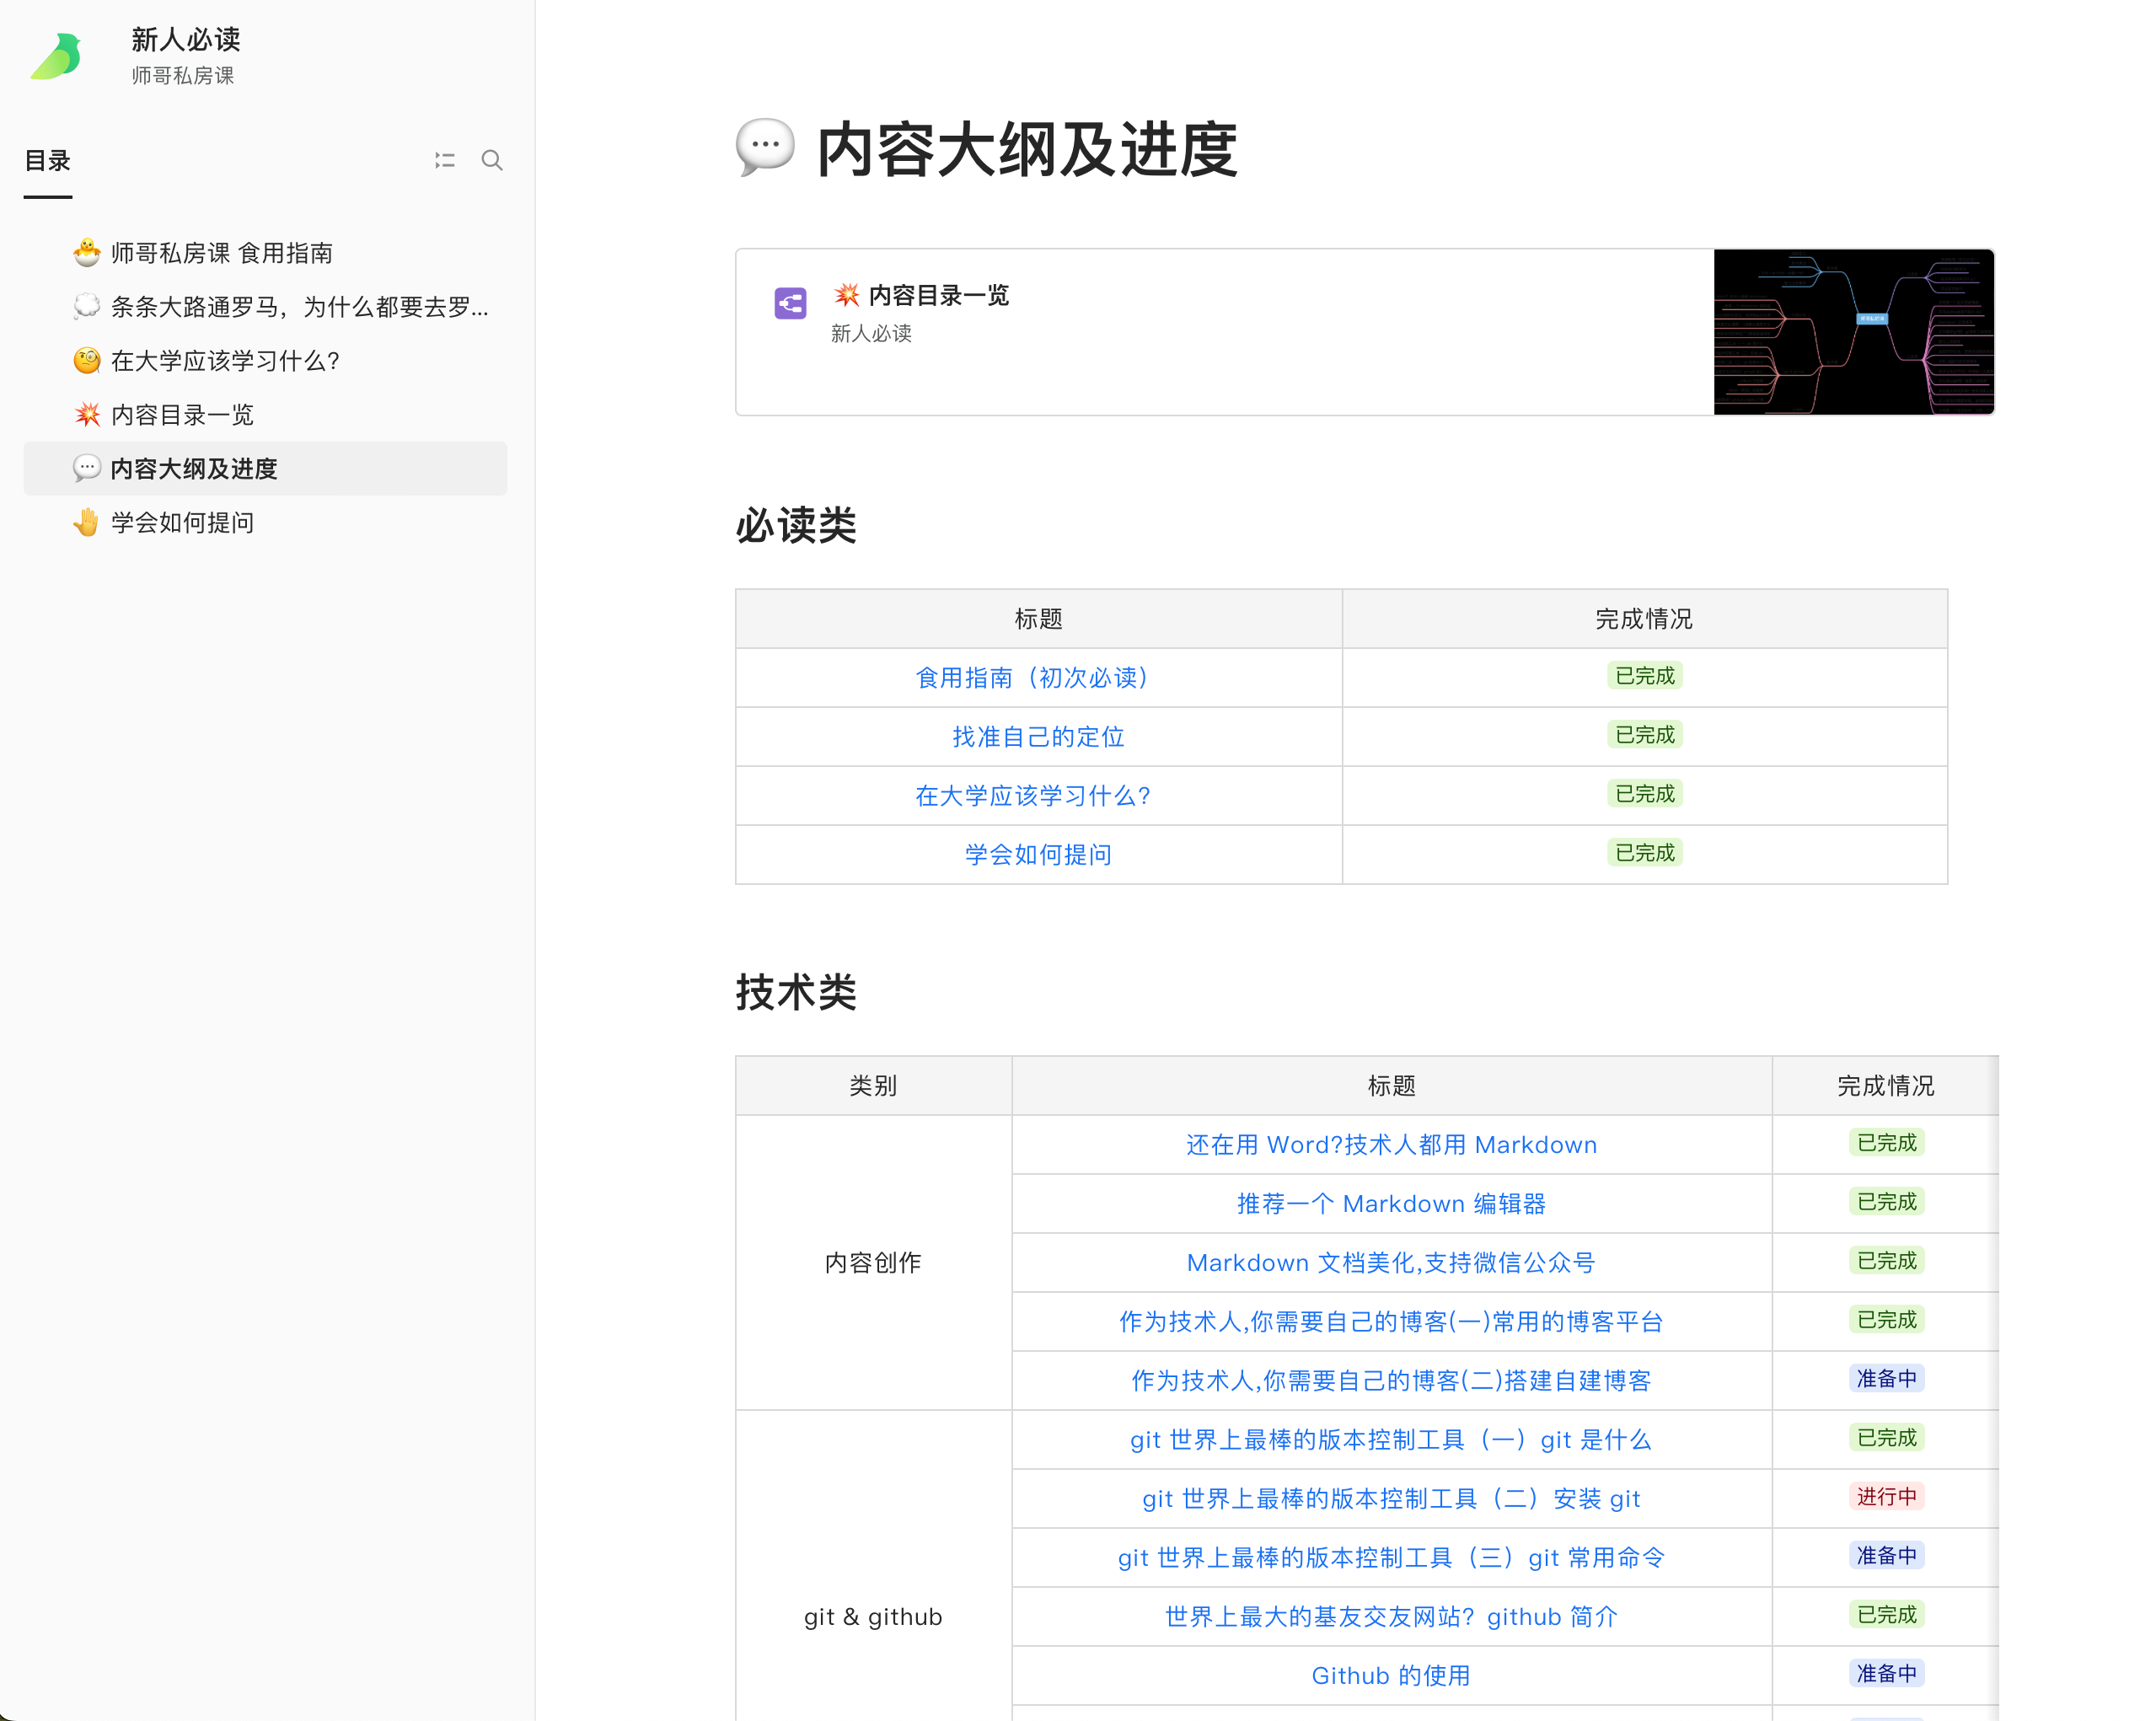 新人必读
师哥私房课
目录
师哥私房课 食用指南
条条大路通罗马，为什么都要去罗...
在大学应该学习什么？
内容目录一览
内容大纲及进度
学会如何提问
内容大纲及进度
内容目录一览
新人必读
必读类
标题 完成情况
食用指南（初次必读） 已完成
找准自己的定位 已完成
在大学应该学习什么？ 已完成
学会如何提问 已完成
技术类
类别 标题 完成情况
内容创作
还在用 Word?技术人都用 Markdown 已完成
推荐一个 Markdown 编辑器 已完成
Markdown 文档美化,支持微信公众号 已完成
作为技术人,你需要自己的博客(一)常用的博客平台 已完成
作为技术人,你需要自己的博客(二)搭建自建博客 准备中
git & github
git 世界上最棒的版本控制工具（一）git 是什么 已完成
git 世界上最棒的版本控制工具（二）安装 git 进行中
git 世界上最棒的版本控制工具（三）git 常用命令 准备中
世界上最大的基友交友网站？github 简介 已完成
Github 的使用 准备中